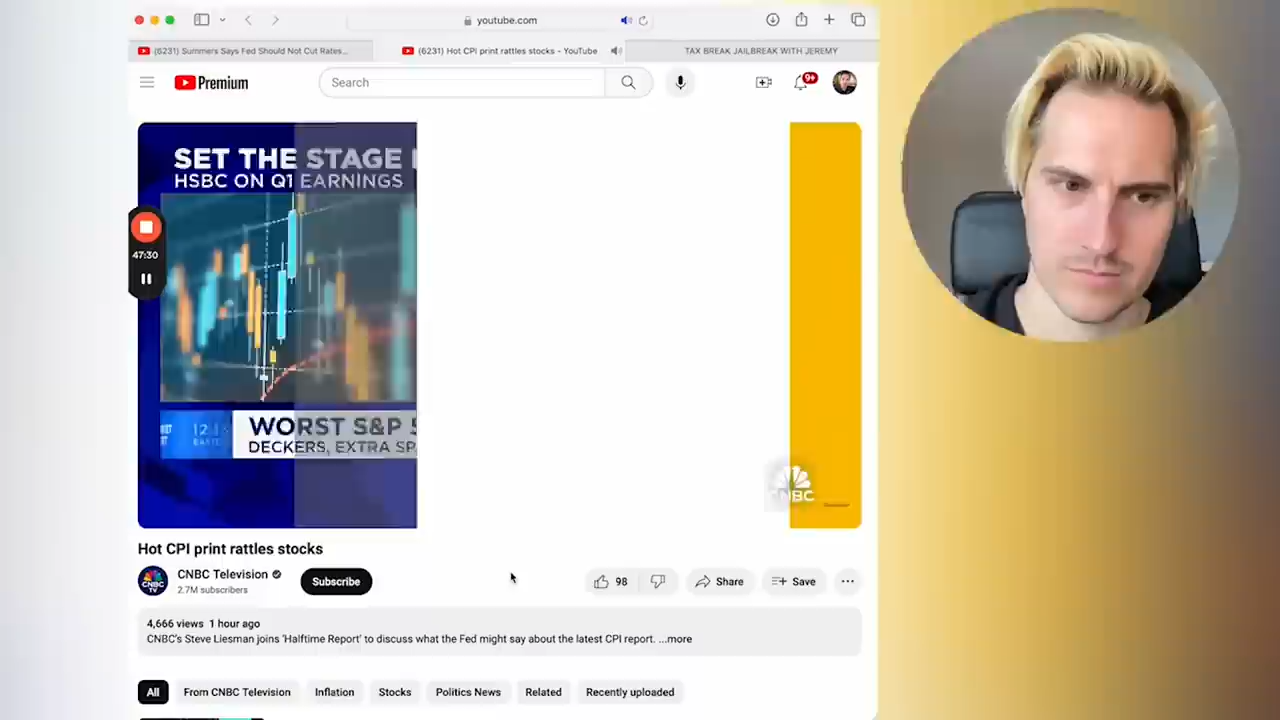 youtube.com
(6231) Summers Says Fed Should Not Cut Rates...
(6231) Hot CPI print rattles stocks - YouTube
TAX BREAK JAILBREAK WITH JEREMY
Premium
Search
9+
SET THE STAGE
HSBC ON Q1 EARNINGS
47:30
WORST S&P
DECKERS, EXTRA SP
CNBC
Hot CPI print rattles stocks
CNBC Television
2.7M subscribers
Subscribe
98
Share
Save
4,666 views 1 hour ago
CNBC's Steve Liesman joins 'Halftime Report' to discuss what the Fed might say about the latest CPI report. ...more
All
From CNBC Television
Inflation
Stocks
Politics News
Related
Recently uploaded